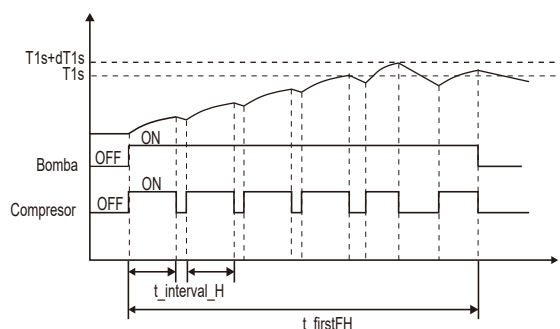 T1s+dT1s
T1s
ON
OFF
Bomba
ON
OFF
Compresor
t_interval_H
t_firstFH